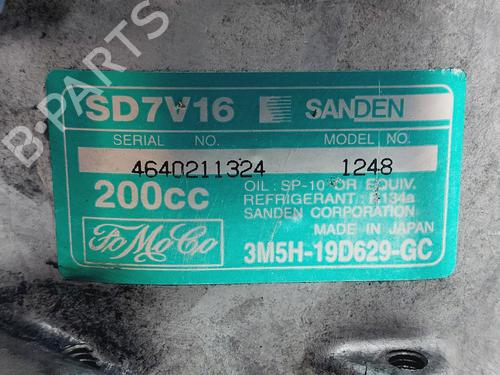 B-PARTS
SD7V16 SANDEN
SERIAL NO. MODEL NO.
4640211324 1248
200cc OIL : SP-10 OR EQUIV.
REFRIGERANT : R134a
SANDEN CORPORATION
MADE IN JAPAN
FoMoCo 3M5H-19D629-GC